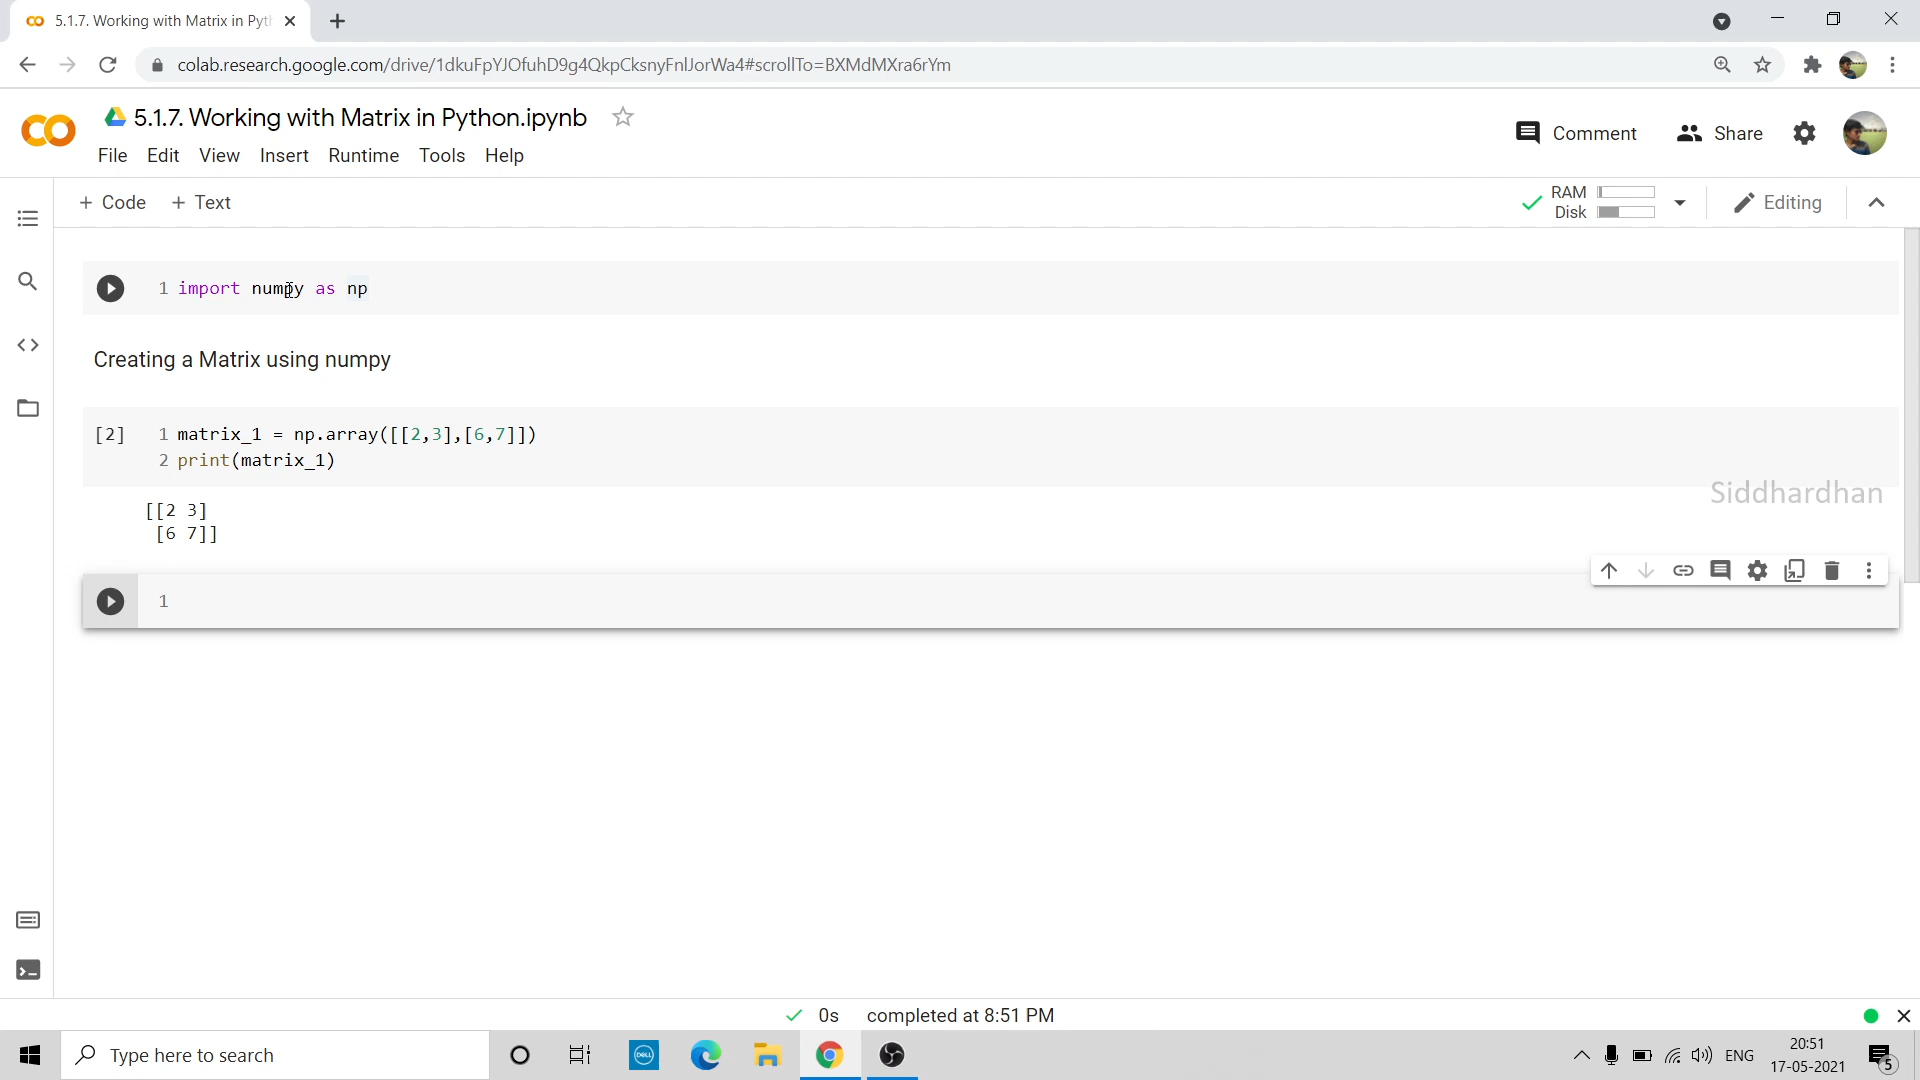 5.1.7. Working with Matrix in Pyth
colab.research.google.com/drive/1dkuFpYJOfuhD9g4QkpCksnyFnlJorWa4#scrollTo=BXMdMXra6rYm
5.1.7. Working with Matrix in Python.ipynb
File Edit View Insert Runtime Tools Help
Comment Share
+ Code + Text
RAM
Disk
Editing
1 import numpy as np
Creating a Matrix using numpy
[2] 1 matrix_1 = np.array([[2,3],[6,7]])
2 print(matrix_1)
Siddhardhan
[[2 3]
[6 7]]
1
0s completed at 8:51 PM
Type here to search
DELL
ENG
20:51
17-05-2021
5